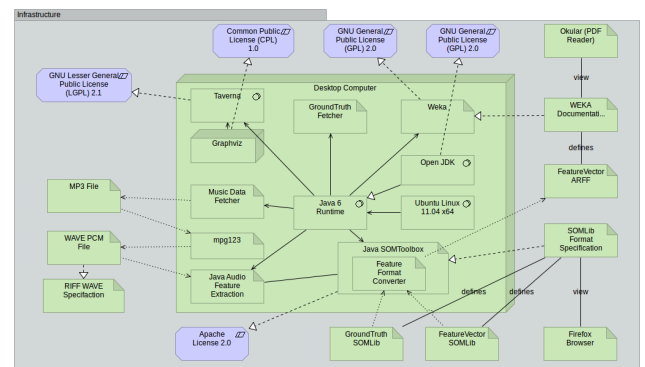 Infrastructure
Common Public
License (CPL)
1.0
GNU General
Public License
(GPL) 2.0
GNU General
Public License
(GPL) 2.0
Okular (PDF
Reader)
GNU Lesser General
Public License
(LGPL) 2.1
Desktop Computer
view
Taverna
GroundTruth
Fetcher
Weka
WEKA
Documentati...
Graphviz
defines
Open JDK
FeatureVector
ARFF
MP3 File
Music Data
Fetcher
Java 6
Runtime
Ubuntu Linux
11.04 x64
WAVE PCM
File
mpg123
SOMLib
Format
Specification
Java SOMToolbox
Feature
Format
Converter
RIFF WAVE
Specifaction
Java Audio
Feature
Extraction
defines
defines
view
Apache
License 2.0
GroundTruth
SOMLib
FeatureVector
SOMLib
Firefox
Browser